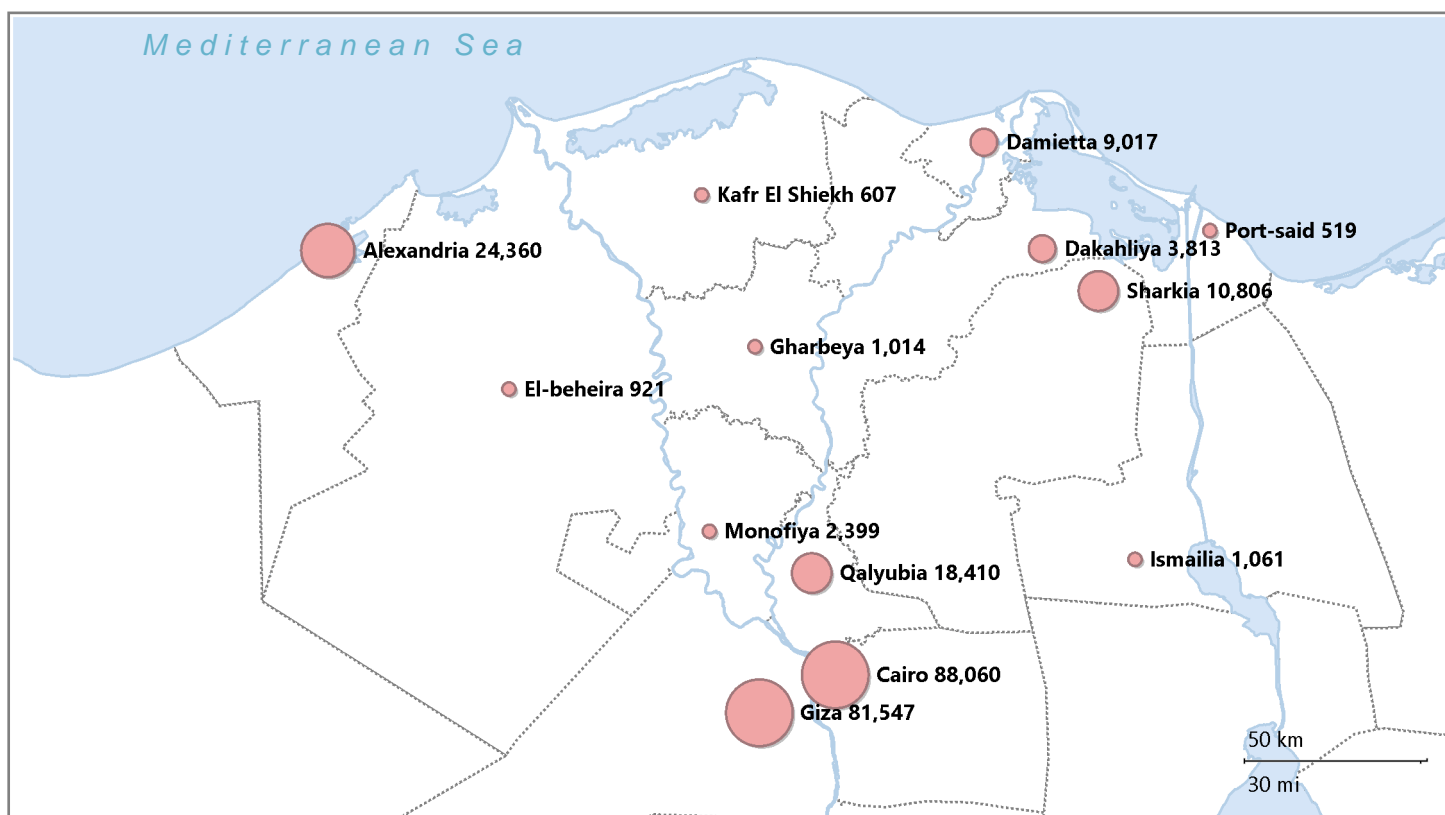 Mediterranean Sea
Damietta 9,017
Kafr El Shiekh 607
Port-said 519
Alexandria 24,360
Dakahliya 3,813
Sharkia 10,806
Gharbeya 1,014
El-beheira 921
Monofiya 2,399
Ismailia 1,061
Qalyubia 18,410
Cairo 88,060
Giza 81,547
50 km
30 mi